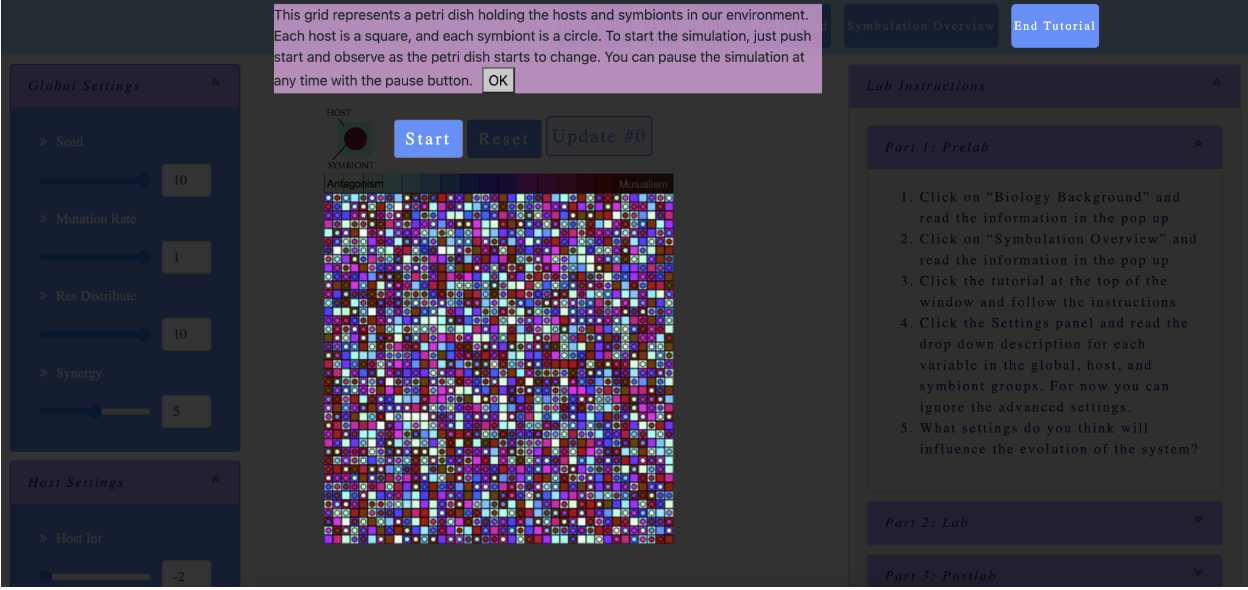 This grid represents a petri dish holding the hosts and symbionts in our environment.
Each host is a square, and each symbiont is a circle. To start the simulation, just push
start and observe as the petri dish starts to change. You can pause the simulation at
any time with the pause button. OK
Symbulation Overview
End Tutorial
Global Settings
Seed
10
Mutation Rate
1
Res Distribute
10
Synergy
5
Host Settings
Host Int
-2
HOST
SYMBIONT
Start
Reset
Update #0
Antagonism
Mutualism
Lab Instructions
Part 1: Prelab
1. Click on “Biology Background” and
read the information in the pop up
2. Click on “Symbulation Overview” and
read the information in the pop up
3. Click the tutorial at the top of the
window and follow the instructions
4. Click the Settings panel and read the
drop down description for each
variable in the global, host, and
symbiont groups. For now you can
ignore the advanced settings.
5. What settings do you think will
influence the evolution of the system?
Part 2: Lab
Part 3: Postlab